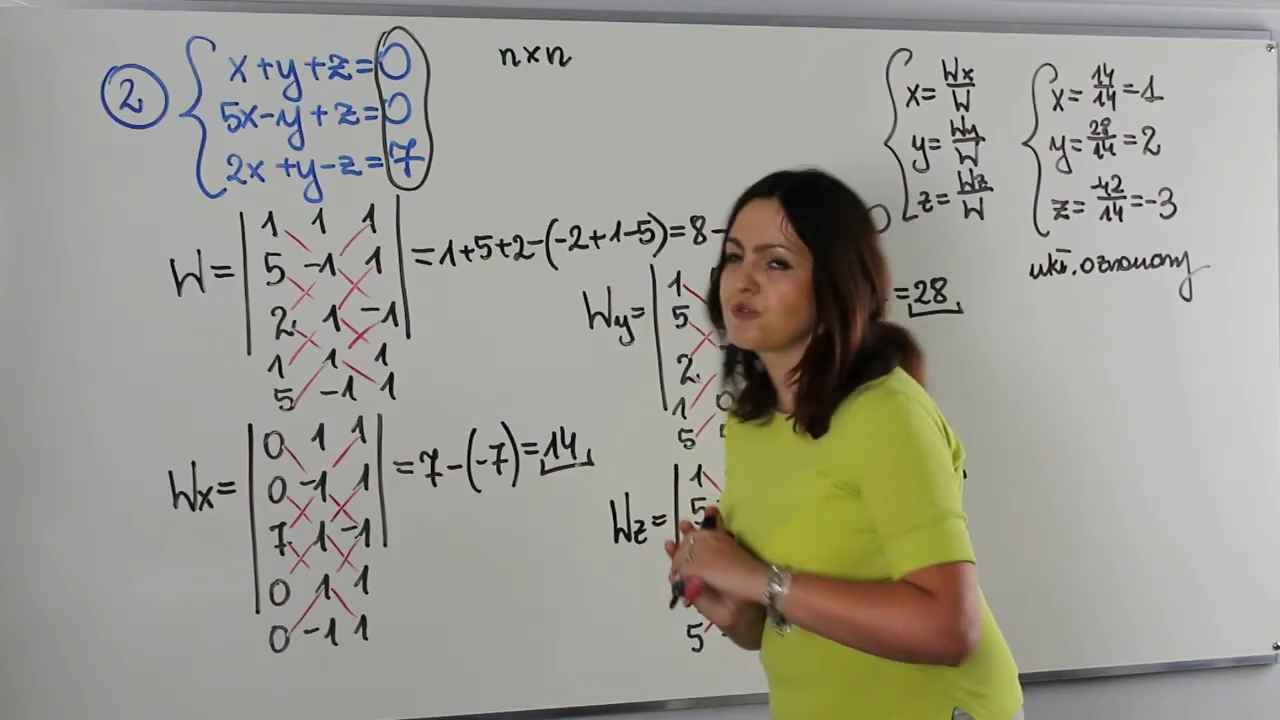 2
x+y+z=0
5x-y+z=0
2x+y-z=7
n×n
W=
1 1 1
5 -1 1
2 1 -1
1 1 1
5 -1 1
=1+5+2-(-2+1-5)=8-
Wx=
0 1 1
0 -1 1
7 1 -1
0 1 1
0 -1 1
=7-(-7)=14
Wy=
1
5
2
1 0
5
=28
Wz=
1
5
5
x=Wx/W
y=Wy/W
z=Wz/W
x=14/14=1
y=28/14=2
z=-42/14=-3
ukł. oznaczony